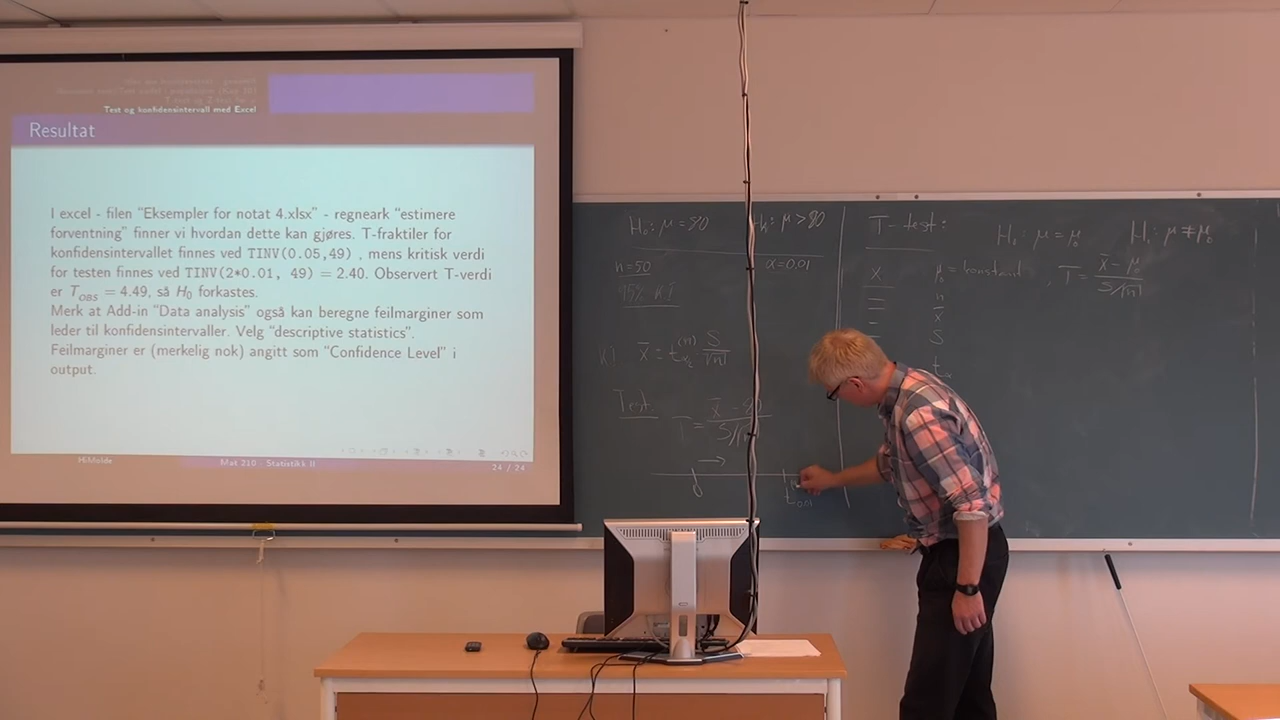 Test og konfidensintervall med Excel
Resultat
I excel - filen “Eksempler for notat 4.xlsx” - regneark “estimere
forventning” finner vi hvordan dette kan gjøres. T-fraktiler for
konfidensintervallet finnes ved TINV(0.05,49) , mens kritisk verdi
for testen finnes ved TINV(2*0.01, 49) = 2.40. Observert T-verdi
er T_OBS = 4.49, så H₀ forkastes.
Merk at Add-in “Data analysis” også kan beregne feilmarginer som
leder til konfidensintervaller. Velg “descriptive statistics”.
Feilmarginer er (merkelig nok) angitt som “Confidence Level” i
output.
HiMolde
Mat 210 - Statistikk II
24 / 24
H₀: μ = 90
μ > 90
n=50
α=0.01
95% KI
KI
Test.
T = (x̄ - 90) / (S/√n)
0
T-test:
H₀: μ = μ₀
H₁: μ ≠ μ₀
μ₀ = konstant, T = (x̄ - μ₀) / (S/√n)
X
n
x̄
S